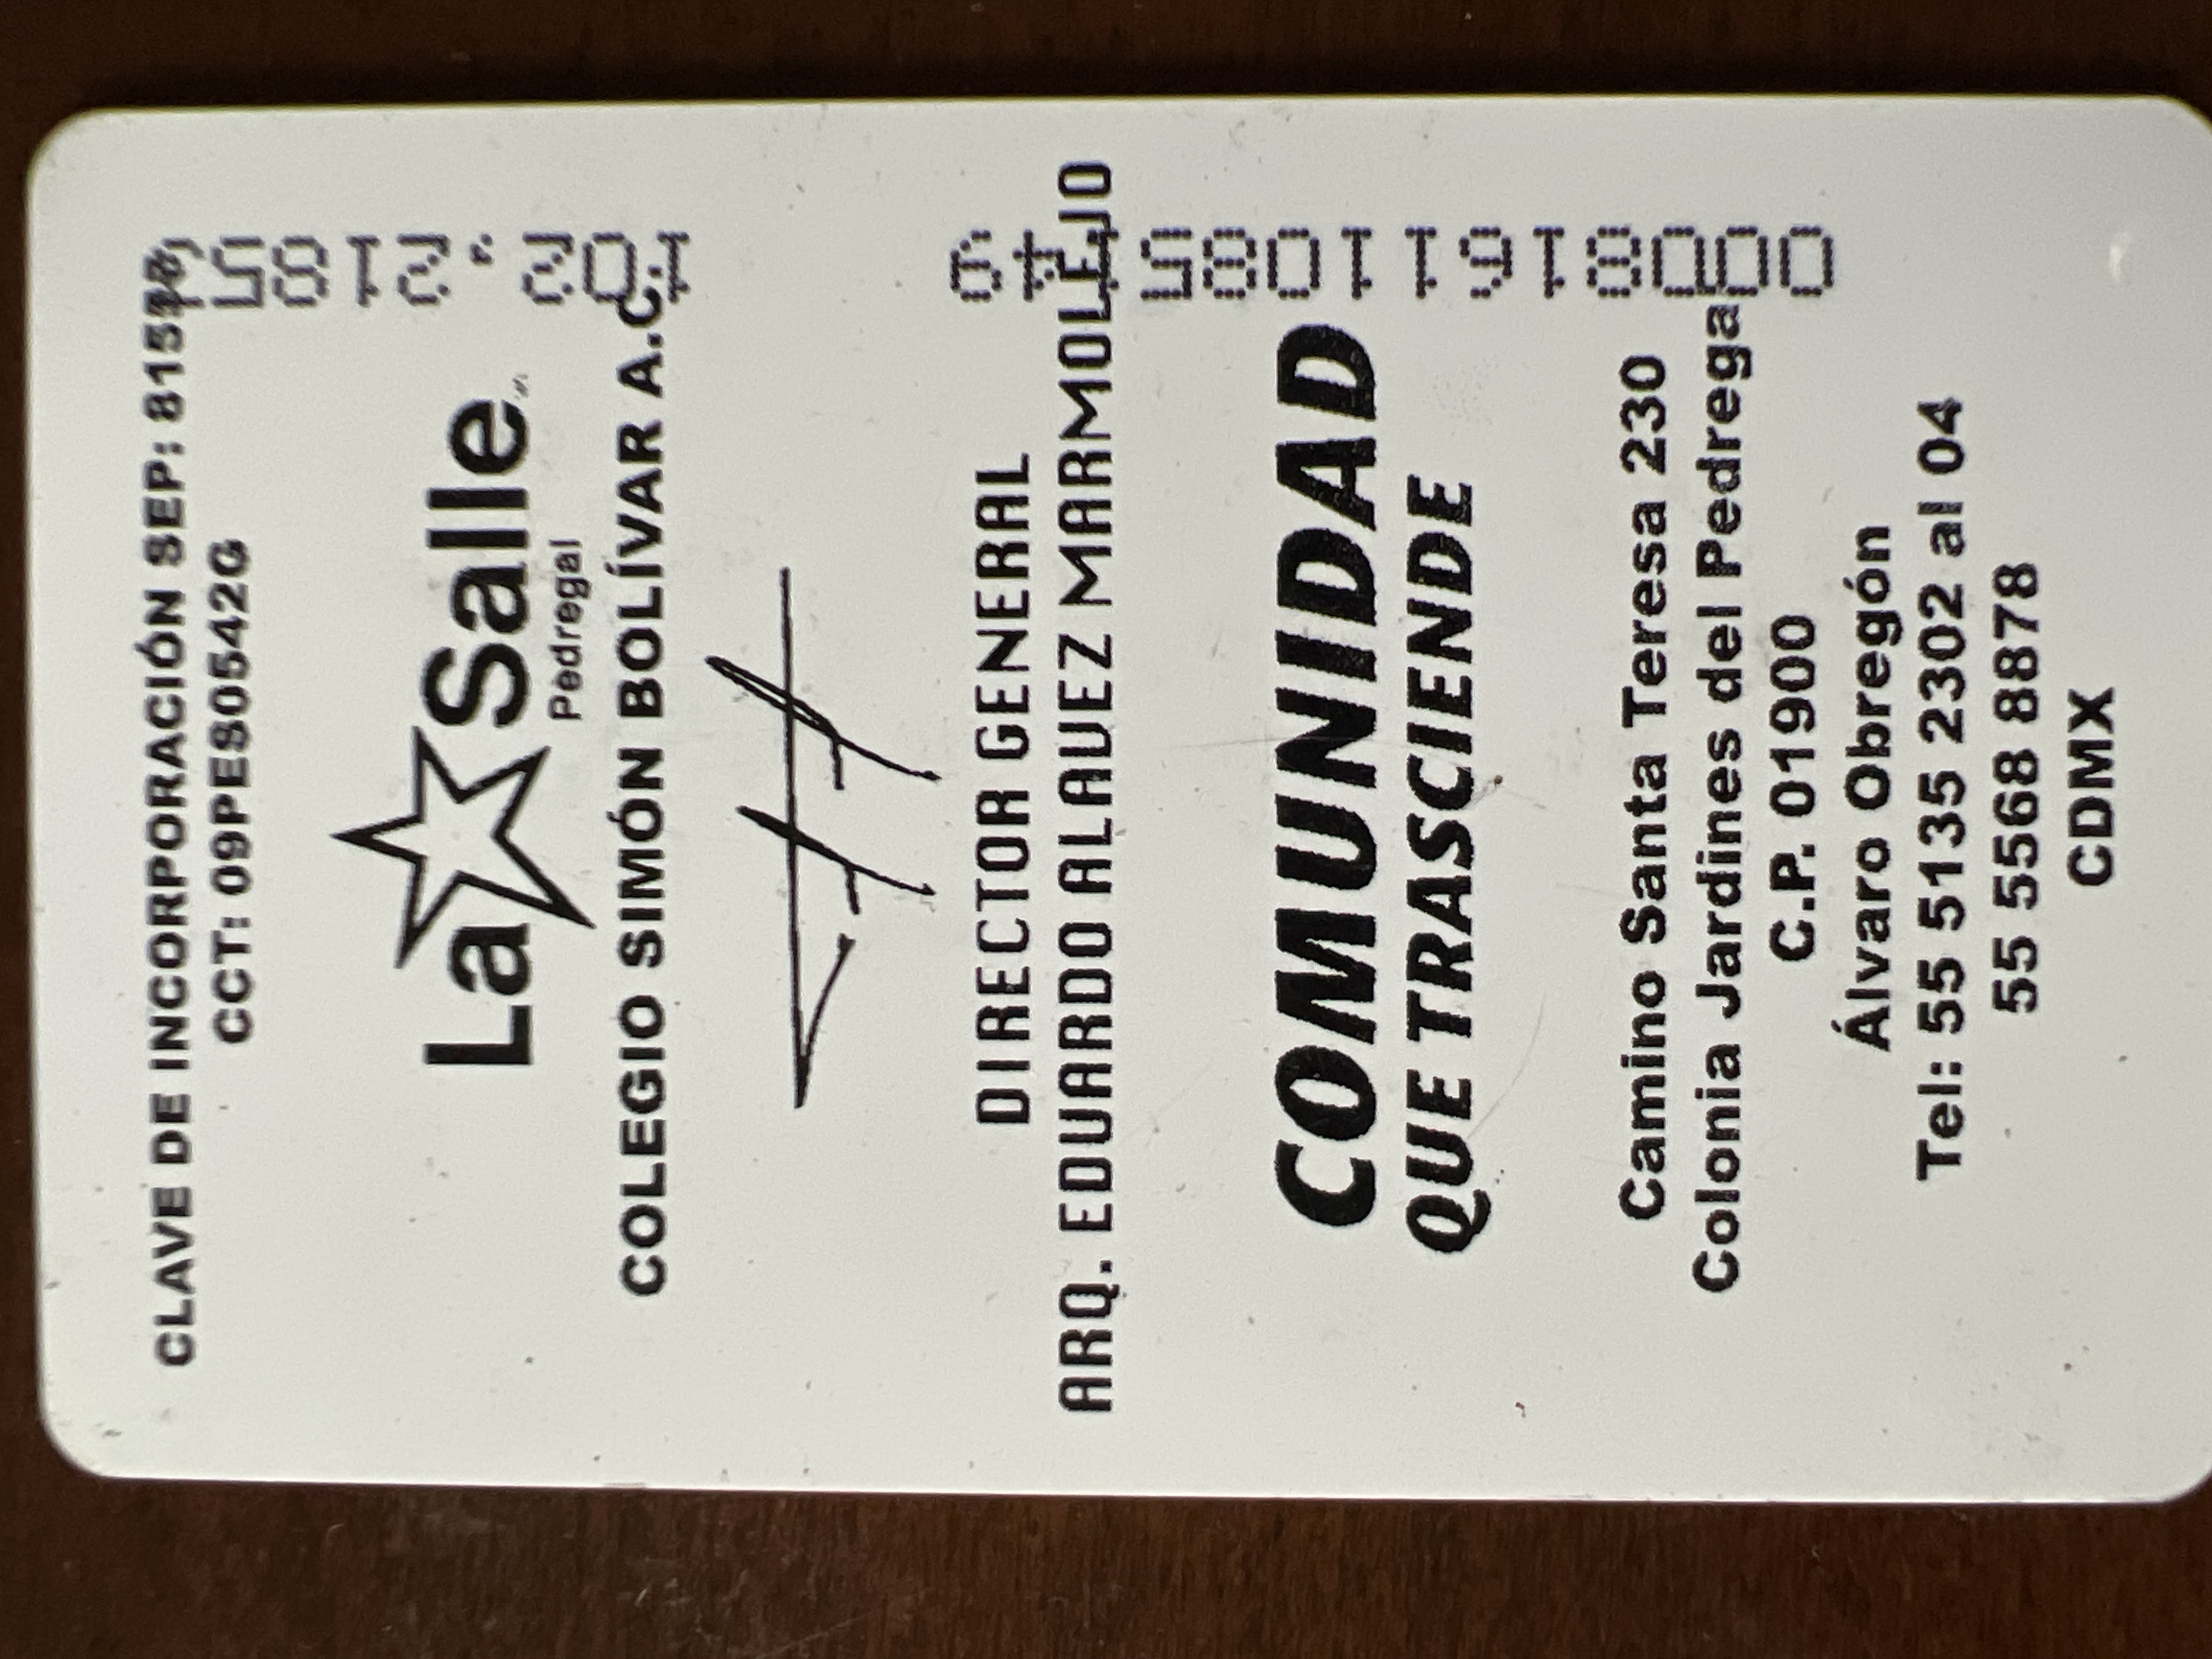 CLAVE DE INCORPORACIÓN SEP:
CCT: 09PES0542G
La Salle
Pedregal
COLEGIO SIMÓN BOLÍVAR A.C.
DIRECTOR GENERAL
ARQ. EDUARDO ALAVEZ MARMOLEJO
COMUNIDAD
QUE TRASCIENDE
Camino Santa Teresa 230
Colonia Jardines del Pedregal
C.P. 01900
Álvaro Obregón
Tel: 55 5135 2302 al 04
55 5568 8878
CDMX